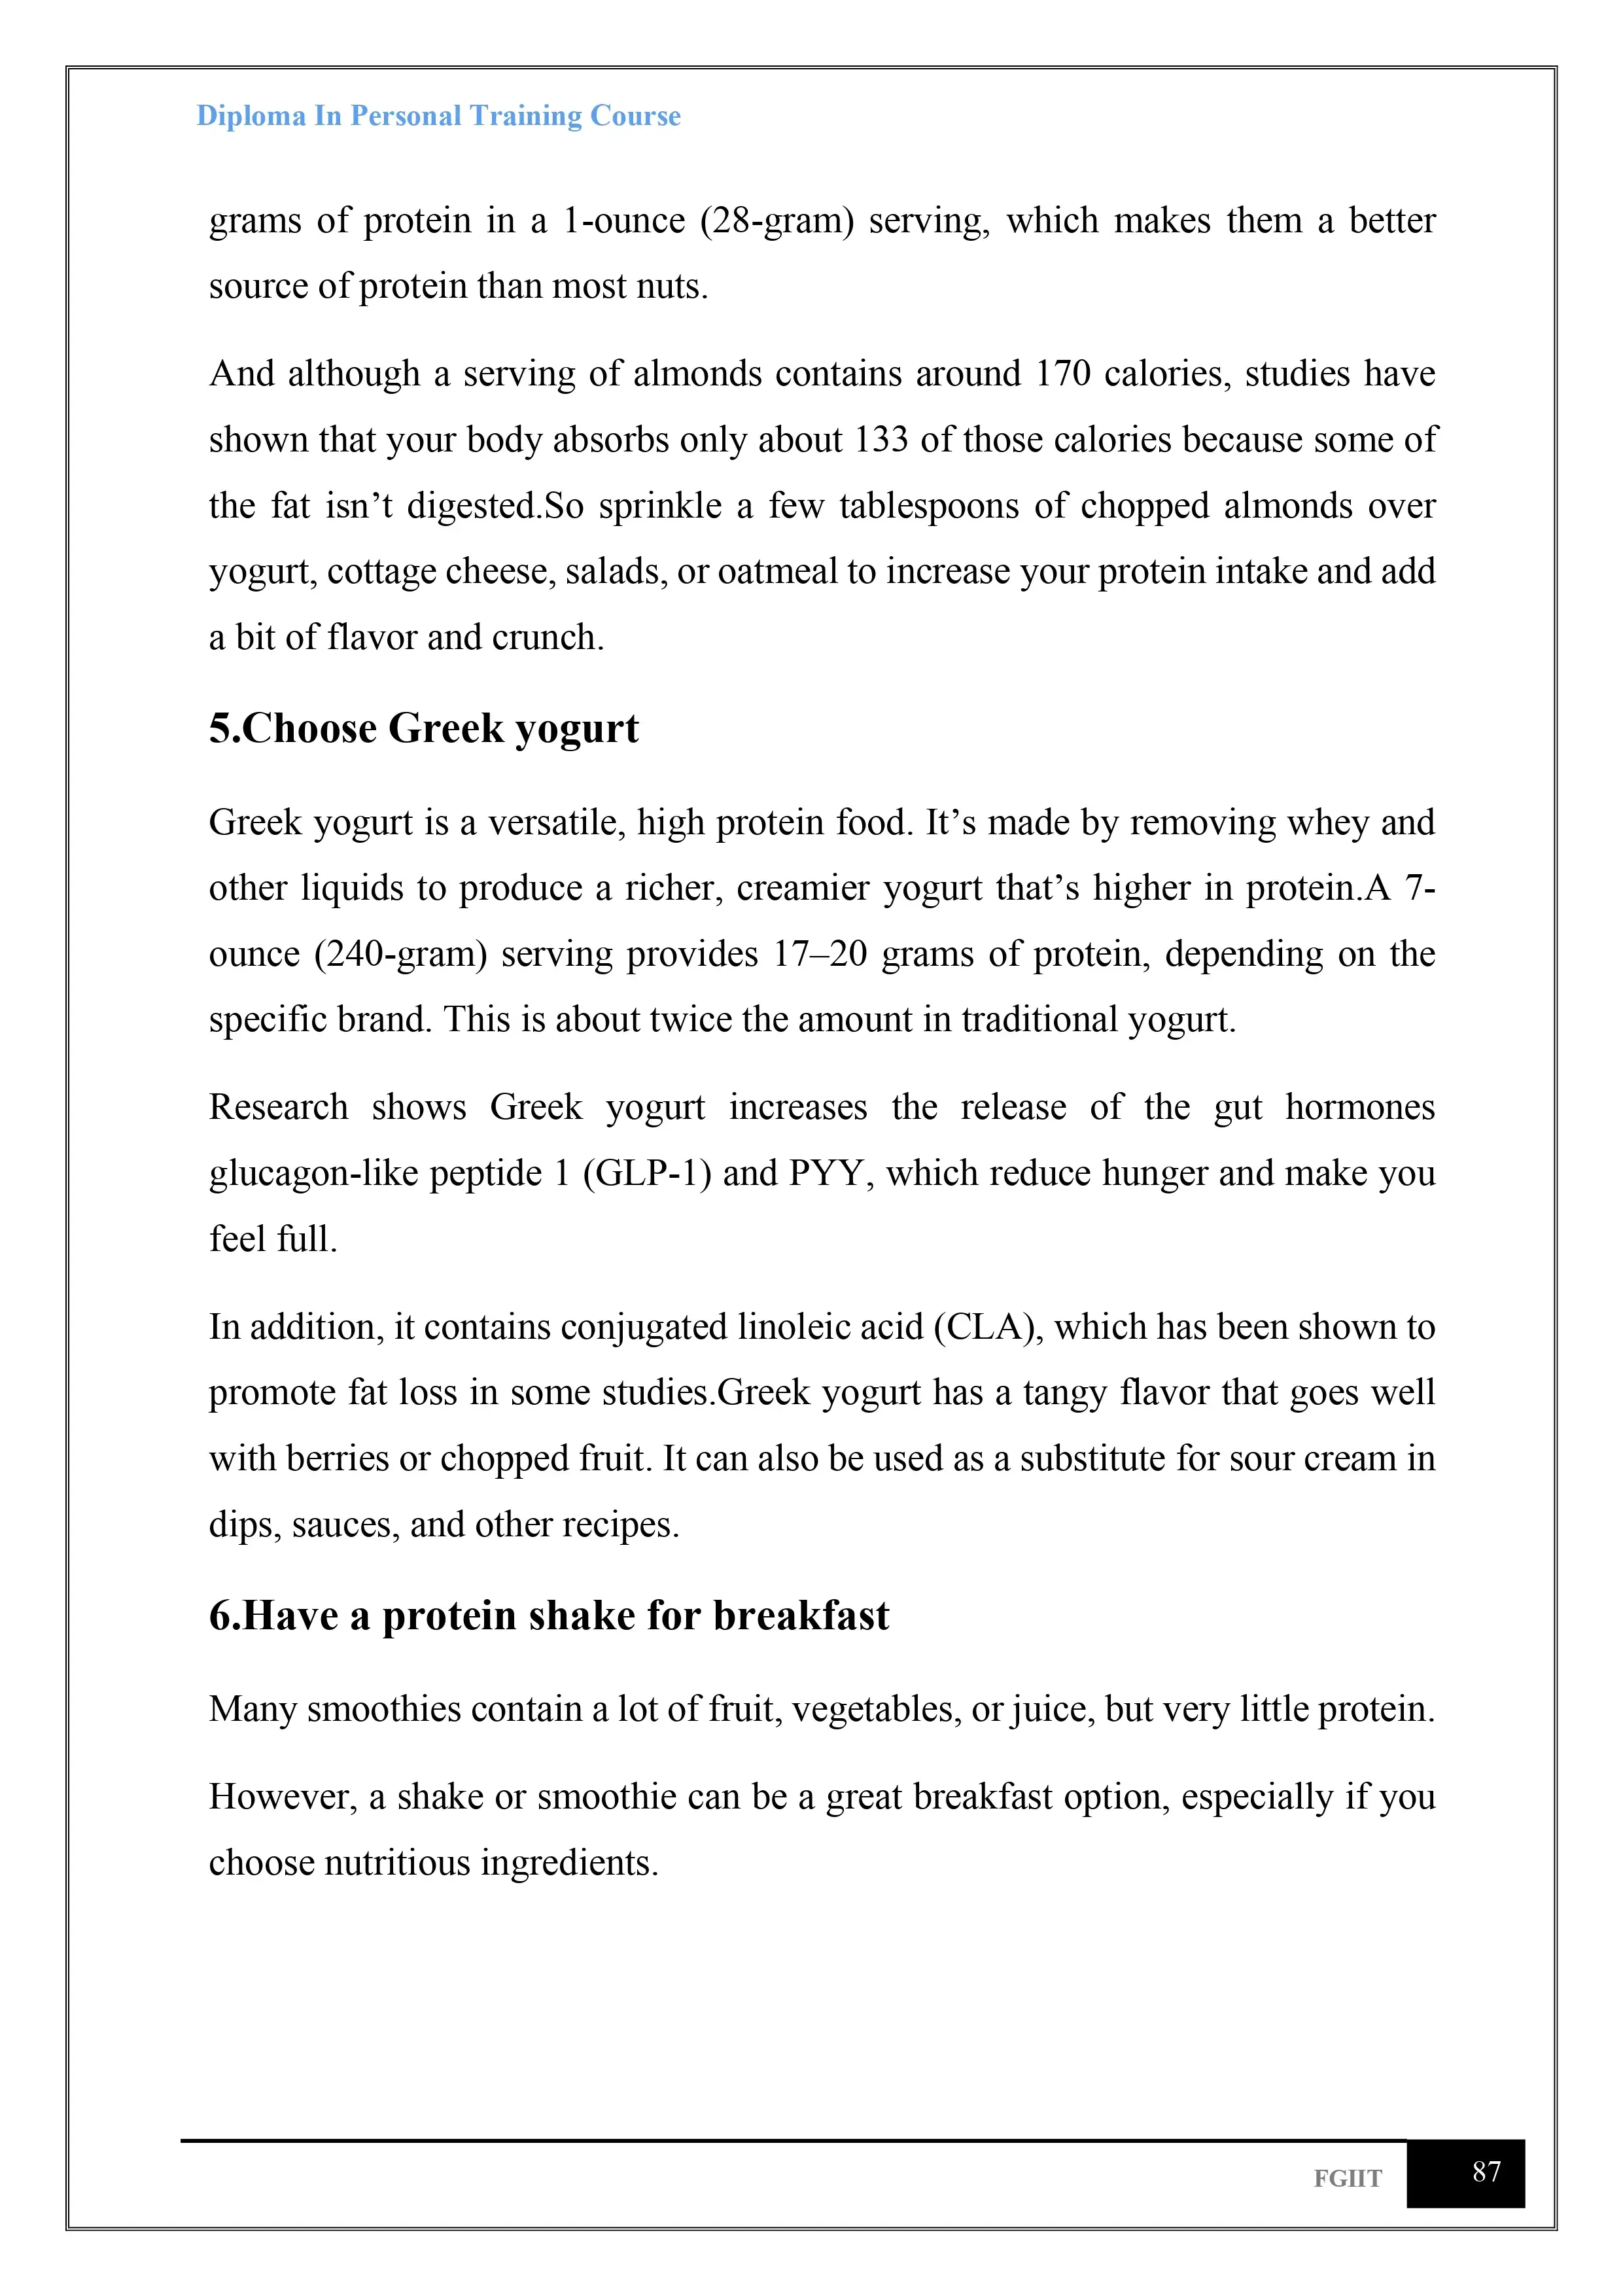 Diploma In Personal Training Course
grams of protein in a 1-ounce (28-gram) serving, which makes them a better
source of protein than most nuts.
And although a serving of almonds contains around 170 calories, studies have
shown that your body absorbs only about 133 of those calories because some of
the fat isn’t digested.So sprinkle a few tablespoons of chopped almonds over
yogurt, cottage cheese, salads, or oatmeal to increase your protein intake and add
a bit of flavor and crunch.
5.Choose Greek yogurt
Greek yogurt is a versatile, high protein food. It’s made by removing whey and
other liquids to produce a richer, creamier yogurt that’s higher in protein.A 7-
ounce (240-gram) serving provides 17–20 grams of protein, depending on the
specific brand. This is about twice the amount in traditional yogurt.
Research shows Greek yogurt increases the release of the gut hormones
glucagon-like peptide 1 (GLP-1) and PYY, which reduce hunger and make you
feel full.
In addition, it contains conjugated linoleic acid (CLA), which has been shown to
promote fat loss in some studies.Greek yogurt has a tangy flavor that goes well
with berries or chopped fruit. It can also be used as a substitute for sour cream in
dips, sauces, and other recipes.
6.Have a protein shake for breakfast
Many smoothies contain a lot of fruit, vegetables, or juice, but very little protein.
However, a shake or smoothie can be a great breakfast option, especially if you
choose nutritious ingredients.
FGIIT 87